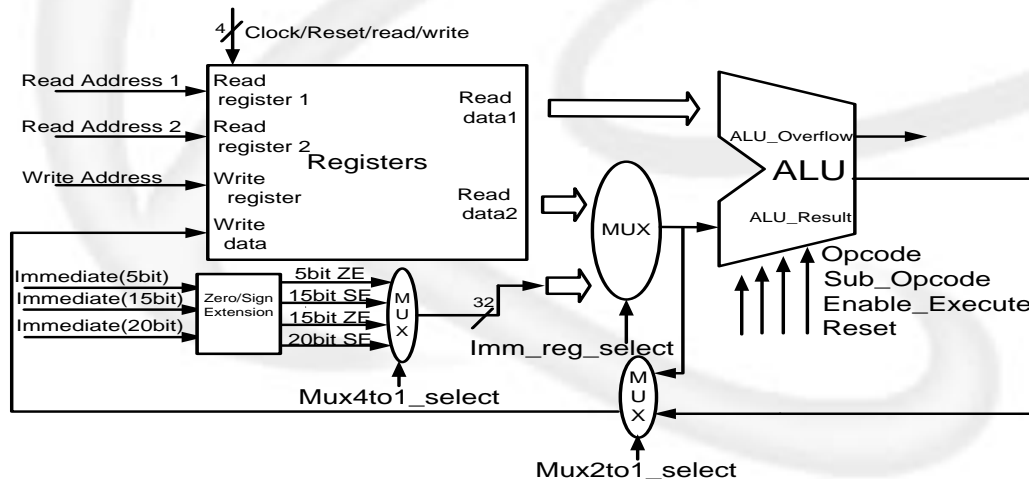 4
Clock/Reset/read/write
Read Address 1
Read
register 1
Read
data1
Read Address 2
Read
register 2
Registers
ALU_Overflow
ALU
Write Address
Write
register
Read
data2
ALU_Result
Write
data
MUX
Opcode
Sub_Opcode
Enable_Execute
Reset
Immediate(5bit)
Immediate(15bit)
Immediate(20bit)
Zero/Sign
Extension
5bit ZE
15bit SE
15bit ZE
20bit SE
MUX
32
Imm_reg_select
Mux4to1_select
MUX
Mux2to1_select